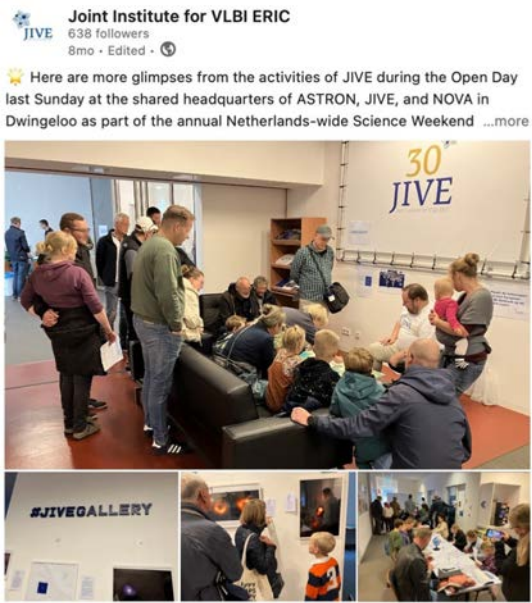 JIVE
Joint Institute for VLBI ERIC
638 followers
8mo • Edited •
🌟 Here are more glimpses from the activities of JIVE during the Open Day
last Sunday at the shared headquarters of ASTRON, JIVE, and NOVA in
Dwingeloo as part of the annual Netherlands-wide Science Weekend ...more
30
JIVE
#JIVEGALLERY